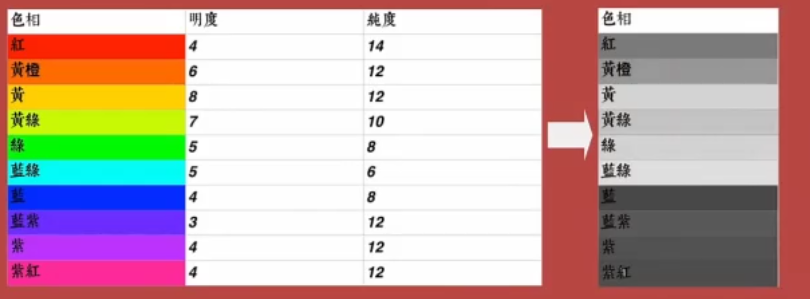 色相 明度 純度
紅 4 14
黃橙 6 12
黃 8 12
黃綠 7 10
綠 5 8
藍綠 5 6
藍 4 8
藍紫 3 12
紫 4 12
紫紅 4 12
色相
紅
黃橙
黃
黃綠
綠
藍綠
藍
藍紫
紫
紫紅